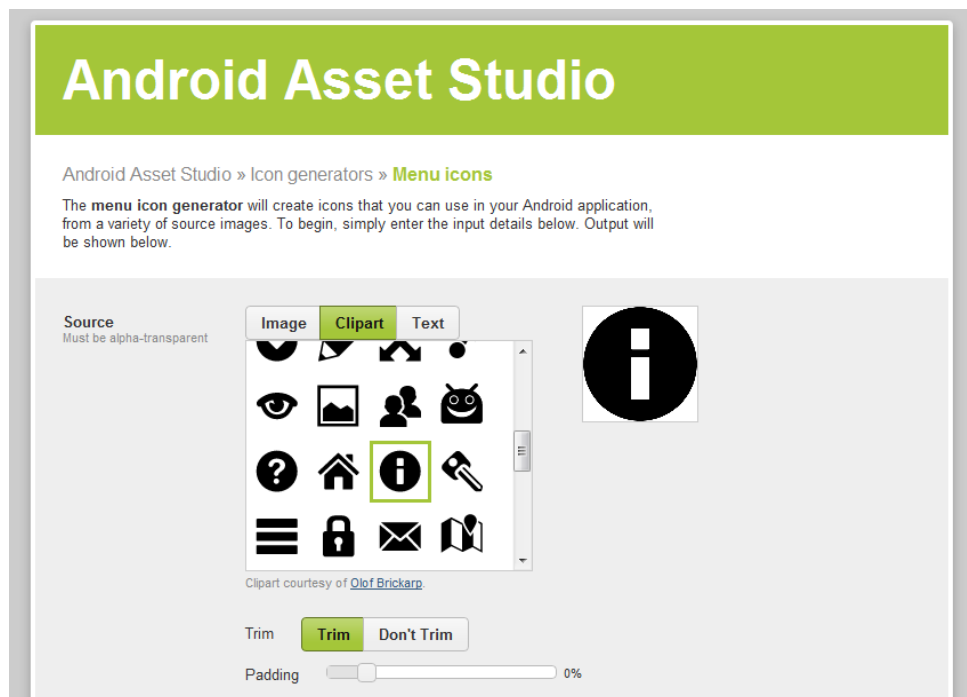 Android Asset Studio
Android Asset Studio » Icon generators » Menu icons
The menu icon generator will create icons that you can use in your Android application,
from a variety of source images. To begin, simply enter the input details below. Output will
be shown below.
Source
Must be alpha-transparent
Image Clipart Text
Clipart courtesy of Olof Brickarp.
Trim Trim Don't Trim
Padding 0%